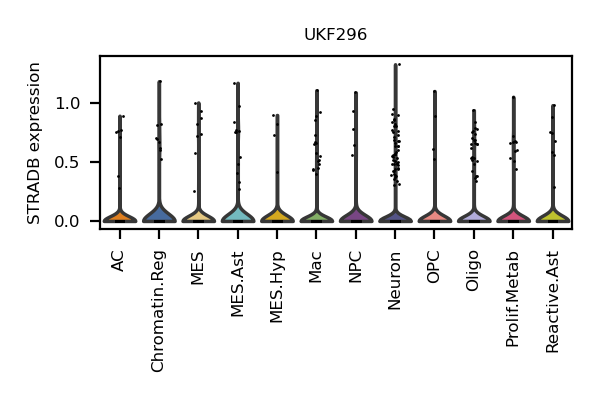 UKF296
STRADB expression
1.0
0.5
0.0
AC
Chromatin.Reg
MES
MES.Ast
MES.Hyp
Mac
NPC
Neuron
OPC
Oligo
Prolif.Metab
Reactive.Ast